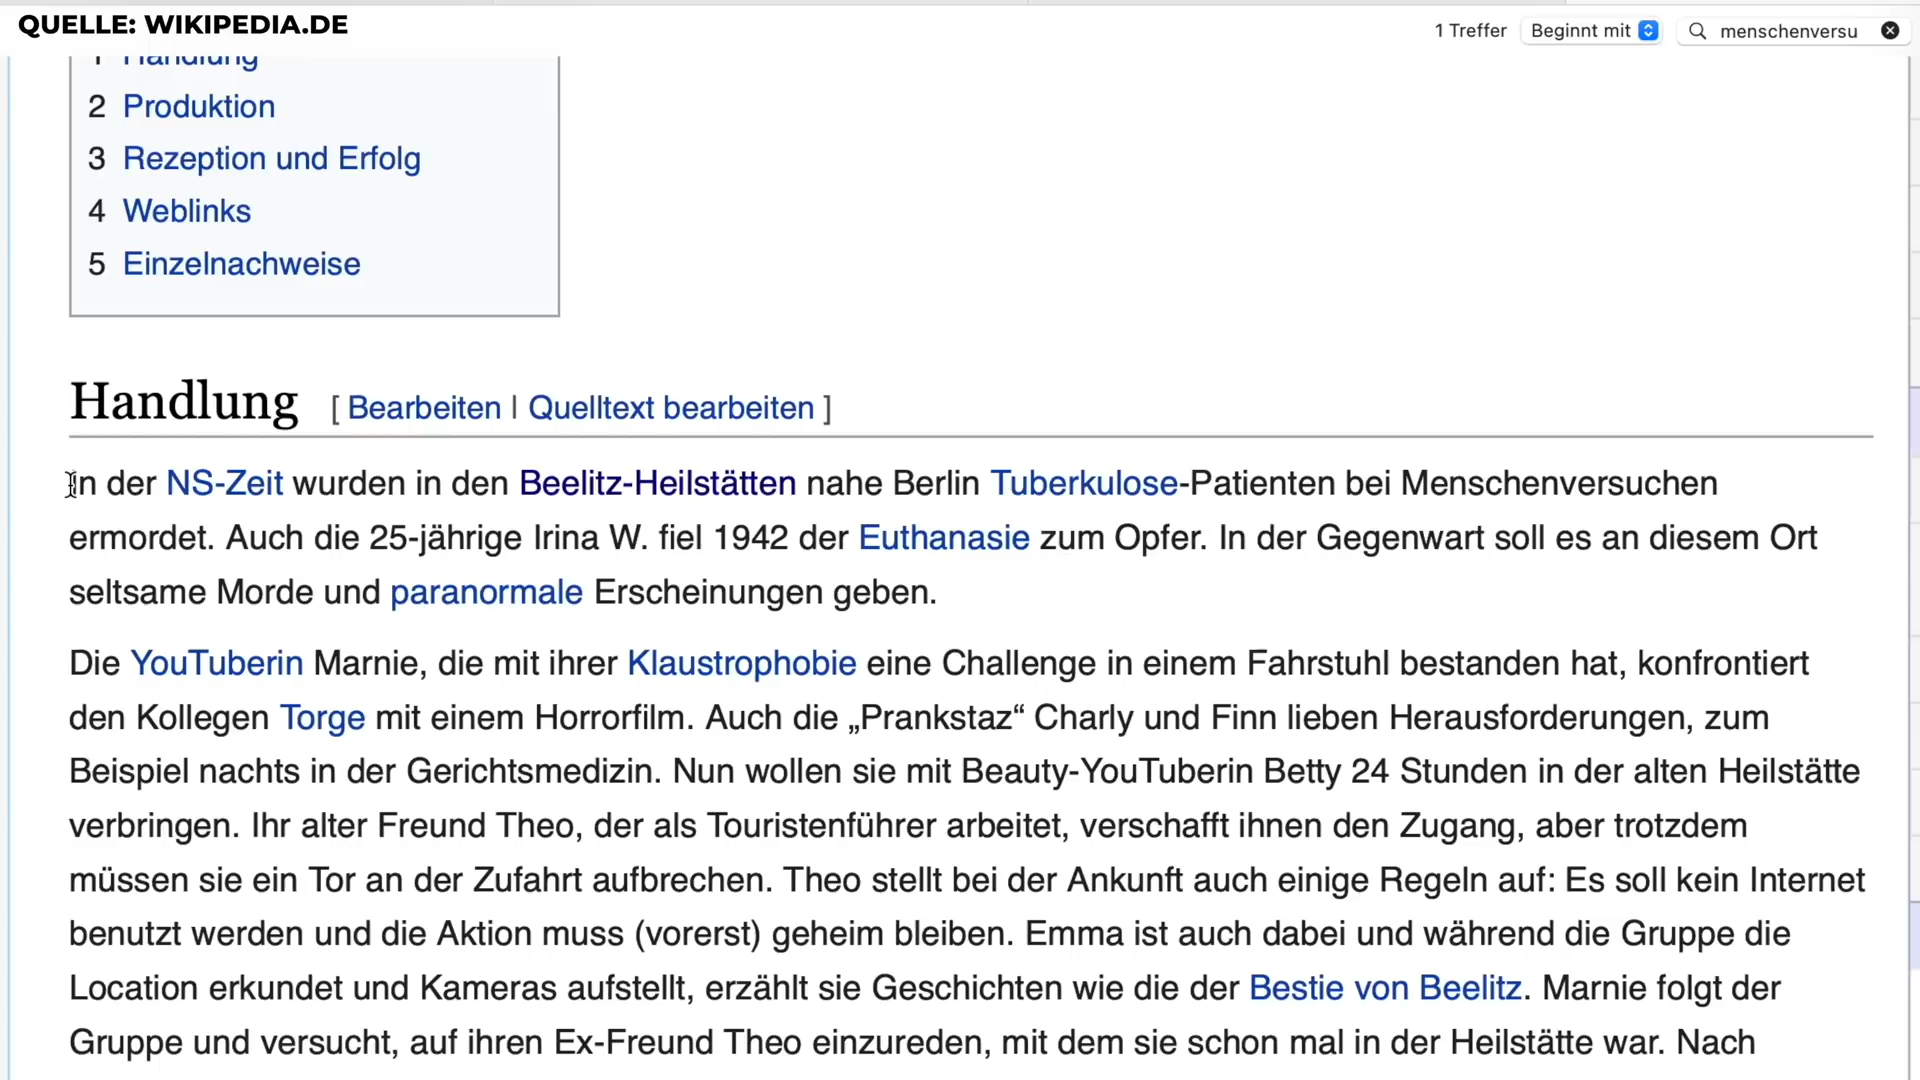 QUELLE: WIKIPEDIA.DE
1 Treffer Beginnt mit menschenversu
1 Handlung
2 Produktion
3 Rezeption und Erfolg
4 Weblinks
5 Einzelnachweise
Handlung [ Bearbeiten | Quelltext bearbeiten ]
In der NS-Zeit wurden in den Beelitz-Heilstätten nahe Berlin Tuberkulose-Patienten bei Menschenversuchen
ermordet. Auch die 25-jährige Irina W. fiel 1942 der Euthanasie zum Opfer. In der Gegenwart soll es an diesem Ort
seltsame Morde und paranormale Erscheinungen geben.
Die YouTuberin Marnie, die mit ihrer Klaustrophobie eine Challenge in einem Fahrstuhl bestanden hat, konfrontiert
den Kollegen Torge mit einem Horrorfilm. Auch die „Prankstaz“ Charly und Finn lieben Herausforderungen, zum
Beispiel nachts in der Gerichtsmedizin. Nun wollen sie mit Beauty-YouTuberin Betty 24 Stunden in der alten Heilstätte
verbringen. Ihr alter Freund Theo, der als Touristenführer arbeitet, verschafft ihnen den Zugang, aber trotzdem
müssen sie ein Tor an der Zufahrt aufbrechen. Theo stellt bei der Ankunft auch einige Regeln auf: Es soll kein Internet
benutzt werden und die Aktion muss (vorerst) geheim bleiben. Emma ist auch dabei und während die Gruppe die
Location erkundet und Kameras aufstellt, erzählt sie Geschichten wie die der Bestie von Beelitz. Marnie folgt der
Gruppe und versucht, auf ihren Ex-Freund Theo einzureden, mit dem sie schon mal in der Heilstätte war. Nach